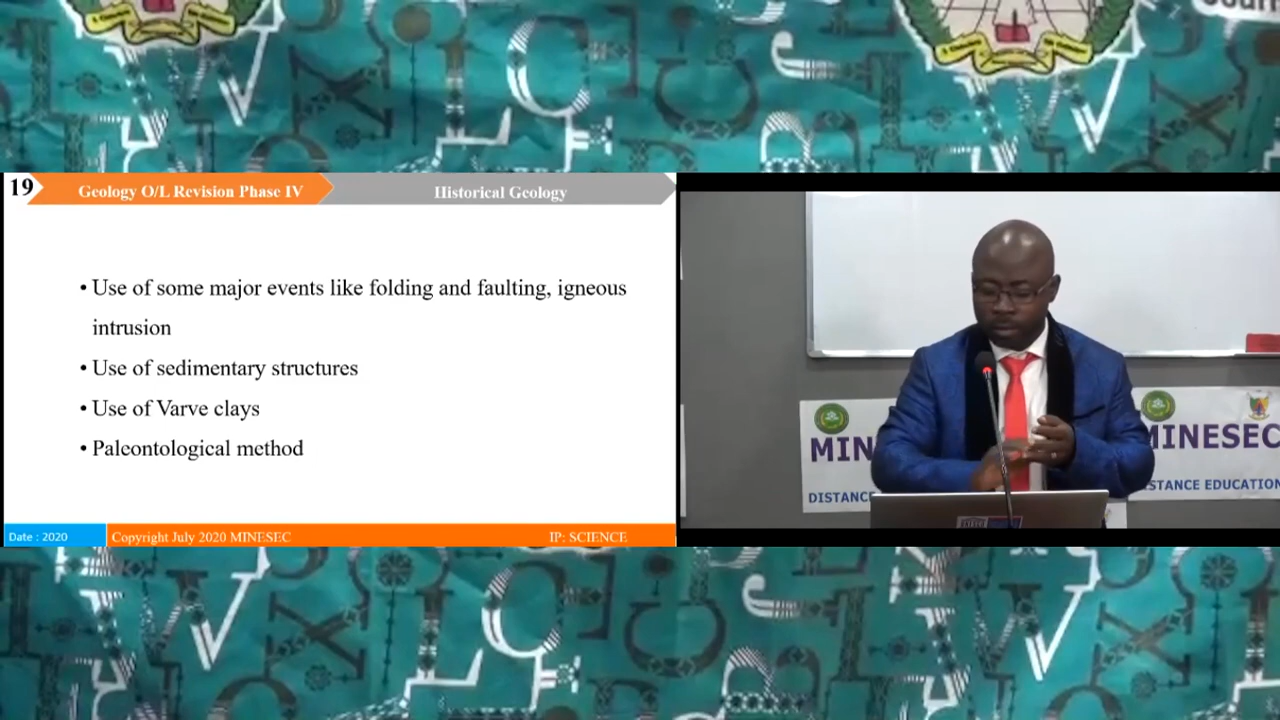 19
Geology O/L Revision Phase IV
Historical Geology
• Use of some major events like folding and faulting, igneous
intrusion
• Use of sedimentary structures
• Use of Varve clays
• Paleontological method
Date : 2020
Copyright July 2020 MINESEC
IP: SCIENCE
MIN
DISTANCE
MINESEC
STANCE EDUCATION